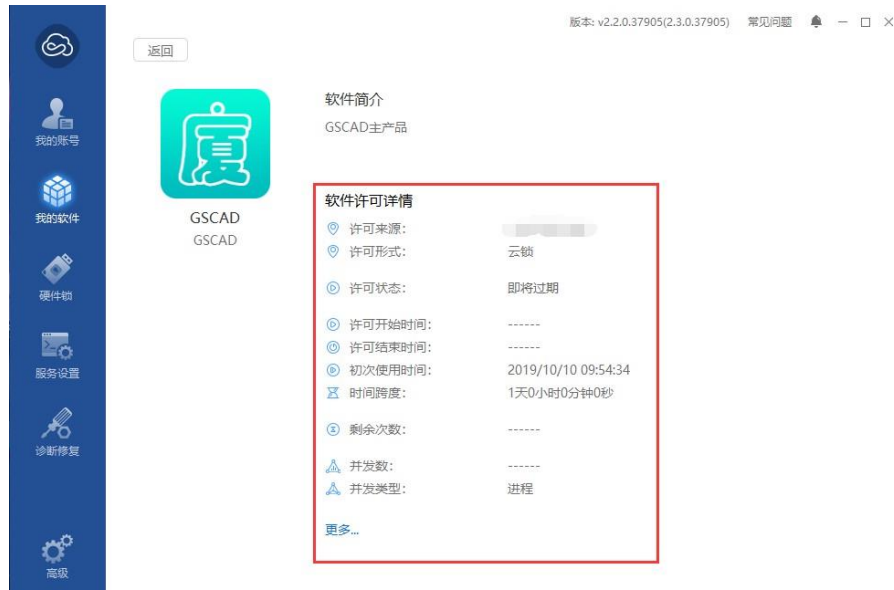 版本: v2.2.0.37905(2.3.0.37905) 常见问题
返回
我的账号
我的软件
硬件锁
服务设置
诊断修复
高级
GSCAD
GSCAD
软件简介
GSCAD主产品
软件许可详情
许可来源:
许可形式: 云锁
许可状态: 即将过期
许可开始时间: ------
许可结束时间: ------
初次使用时间: 2019/10/10 09:54:34
时间跨度: 1天0小时0分钟0秒
剩余次数: ------
并发数: ------
并发类型: 进程
更多...